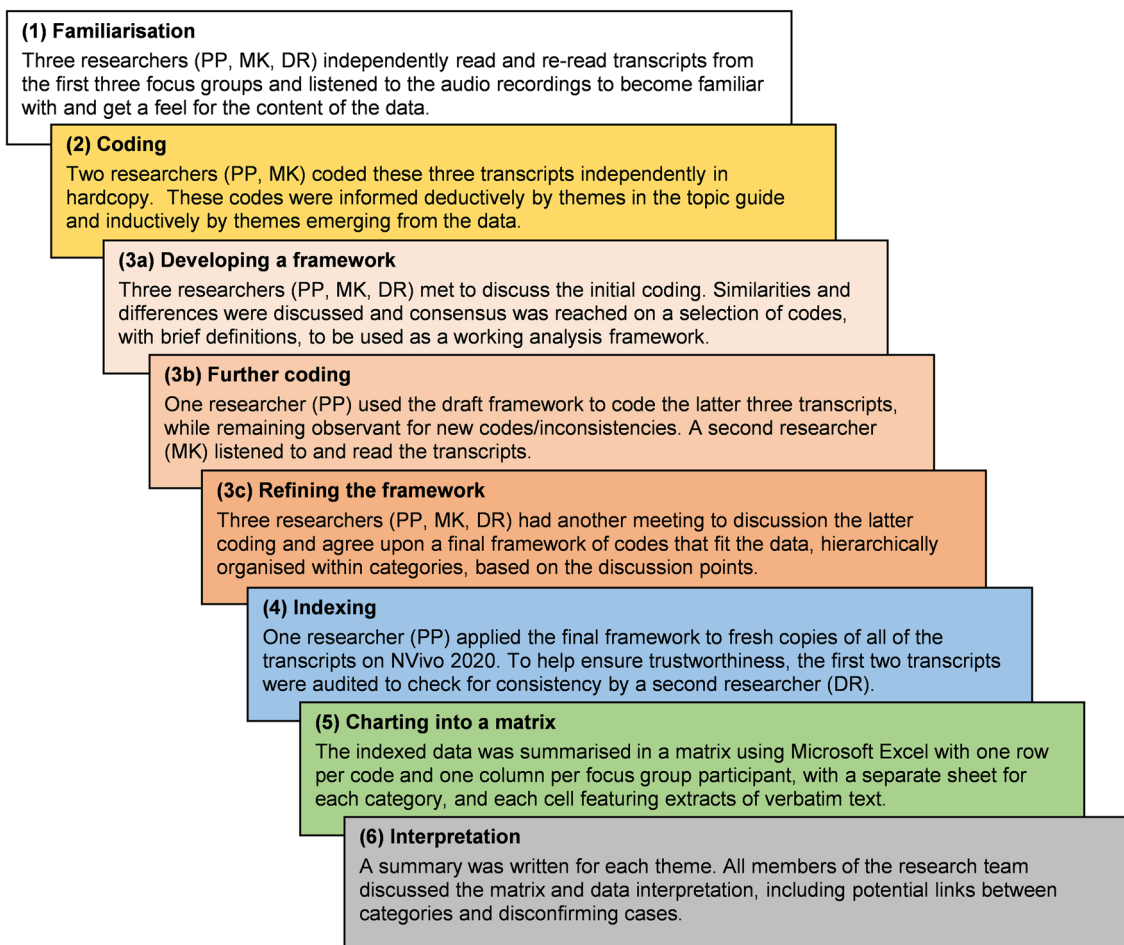 (1) Familiarisation
Three researchers (PP, MK, DR) independently read and re-read transcripts from
the first three focus groups and listened to the audio recordings to become familiar
with and get a feel for the content of the data.
(2) Coding
Two researchers (PP, MK) coded these three transcripts independently in
hardcopy.  These codes were informed deductively by themes in the topic guide
and inductively by themes emerging from the data.
(3a) Developing a framework
Three researchers (PP, MK, DR) met to discuss the initial coding. Similarities and
differences were discussed and consensus was reached on a selection of codes,
with brief definitions, to be used as a working analysis framework.
(3b) Further coding
One researcher (PP) used the draft framework to code the latter three transcripts,
while remaining observant for new codes/inconsistencies. A second researcher
(MK) listened to and read the transcripts.
(3c) Refining the framework
Three researchers (PP, MK, DR) had another meeting to discussion the latter
coding and agree upon a final framework of codes that fit the data, hierarchically
organised within categories, based on the discussion points.
(4) Indexing
One researcher (PP) applied the final framework to fresh copies of all of the
transcripts on NVivo 2020. To help ensure trustworthiness, the first two transcripts
were audited to check for consistency by a second researcher (DR).
(5) Charting into a matrix
The indexed data was summarised in a matrix using Microsoft Excel with one row
per code and one column per focus group participant, with a separate sheet for
each category, and each cell featuring extracts of verbatim text.
(6) Interpretation
A summary was written for each theme. All members of the research team
discussed the matrix and data interpretation, including potential links between
categories and disconfirming cases.